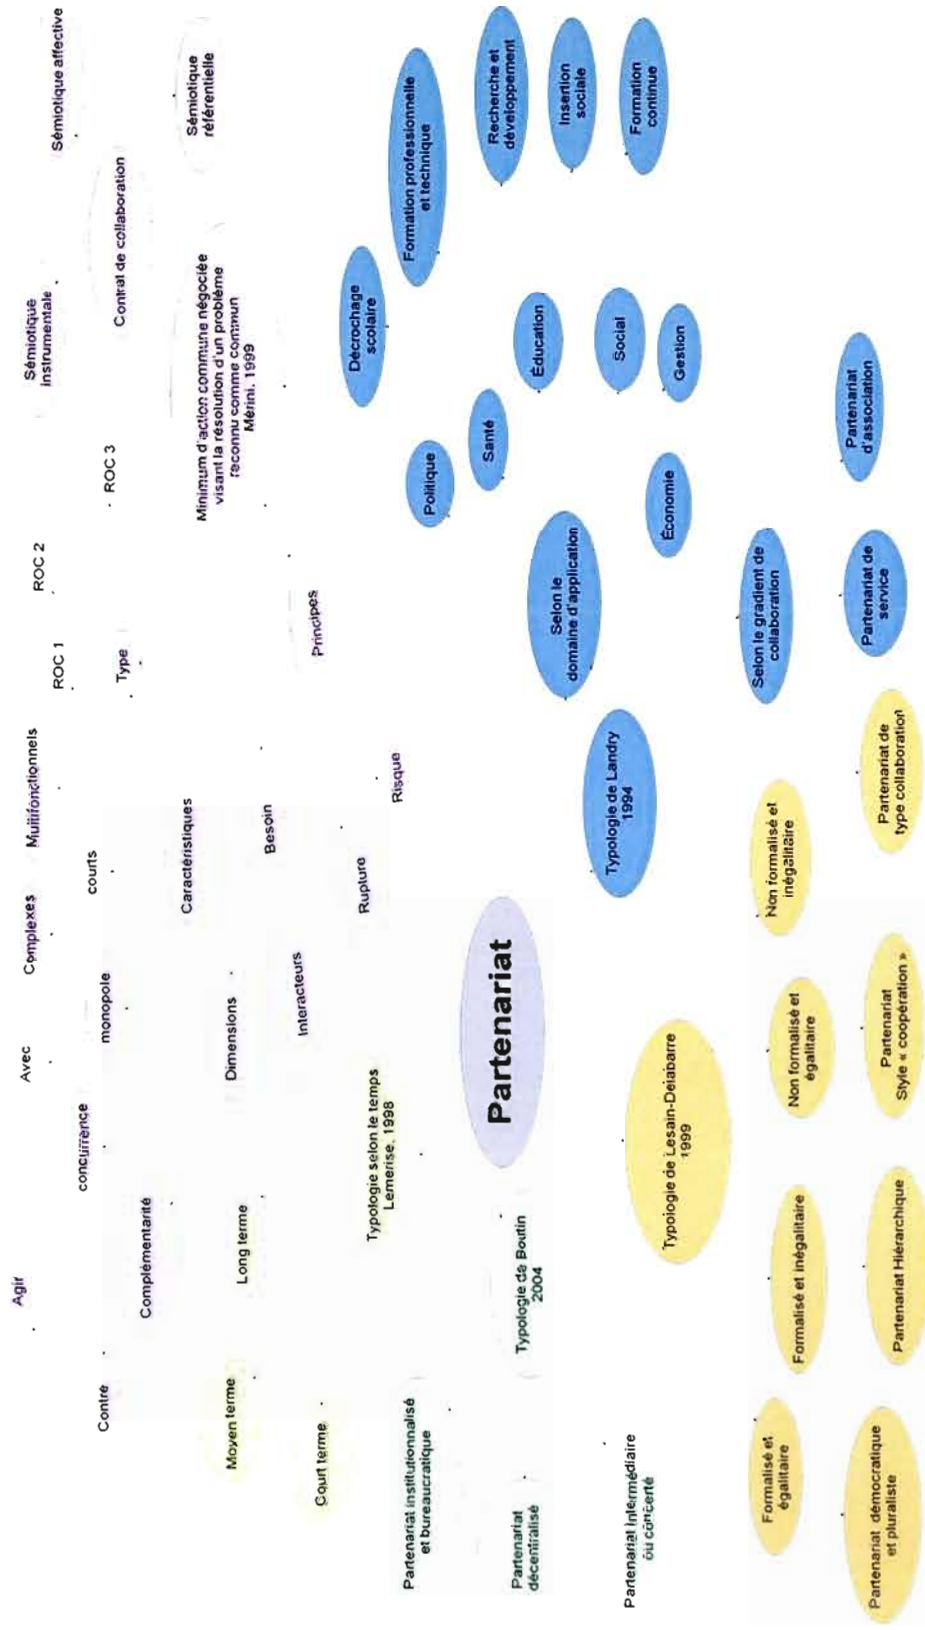 Agir
Avec
Complexes
Multifonctionnels
ROC 1
ROC 2
Sémiotique
instrumentale
Sémiotique affective
Contre
concurrence
monopole
courts
Type
ROC 3
Contrat de collaboration
Complémentarité
Caractéristiques
Sémiotique
référentielle
Moyen terme
Long terme
Dimensions
Besoin
Minimum d'action commune négociée
visant la résolution d'un problème
reconnu comme commun
Mérini, 1999
Court terme
Interacteurs
Principes
Typologie selon le temps
Lemerise, 1998
Rupture
Risque
Décrochage
scolaire
Partenariat institutionnalisé
et bureaucratique
Politique
Formation professionnelle
et technique
Partenariat
décentralisé
Typologie de Boutin
2004
Partenariat
Santé
Recherche et
développement
Éducation
Insertion
sociale
Selon le
domaine d'application
Partenariat Intermédiaire
ou concerté
Typologie de Landry
1994
Social
Formation
continue
Typologie de Lesain-Delabarre
1999
Économie
Gestion
Formalisé et
égalitaire
Formalisé et inégalitaire
Non formalisé et
égalitaire
Non formalisé et
inégalitaire
Selon le gradient de
collaboration
Partenariat démocratique
et pluraliste
Partenariat Hiérarchique
Partenariat
Style « coopération »
Partenariat de
type collaboration
Partenariat de
service
Partenariat
d'association